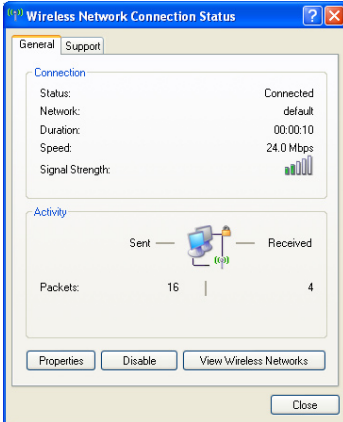 Wireless Network Connection Status
General Support
Connection
Status: Connected
Network: default
Duration: 00:00:10
Speed: 24.0 Mbps
Signal Strength:
Activity
Sent — — Received
Packets: 16 | 4
Properties Disable View Wireless Networks
Close